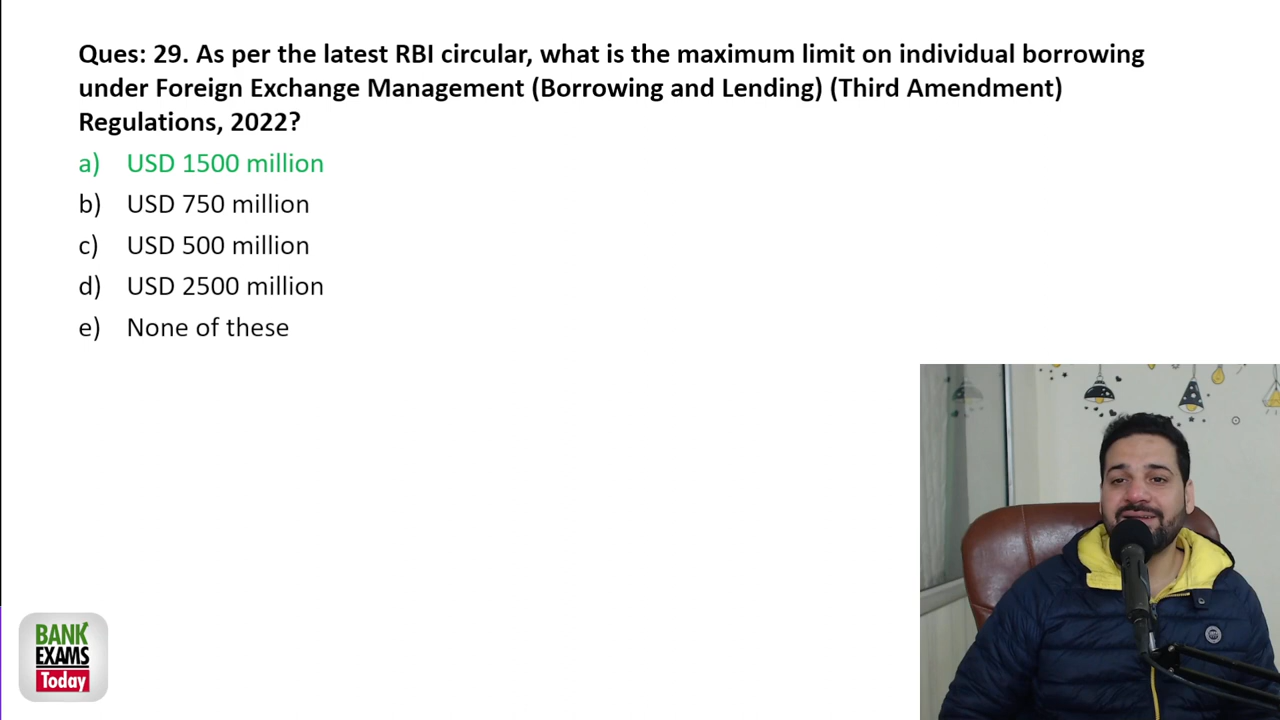 Ques: 29. As per the latest RBI circular, what is the maximum limit on individual borrowing
under Foreign Exchange Management (Borrowing and Lending) (Third Amendment)
Regulations, 2022?
a) USD 1500 million
b) USD 750 million
c) USD 500 million
d) USD 2500 million
e) None of these
BANK
EXAMS
Today